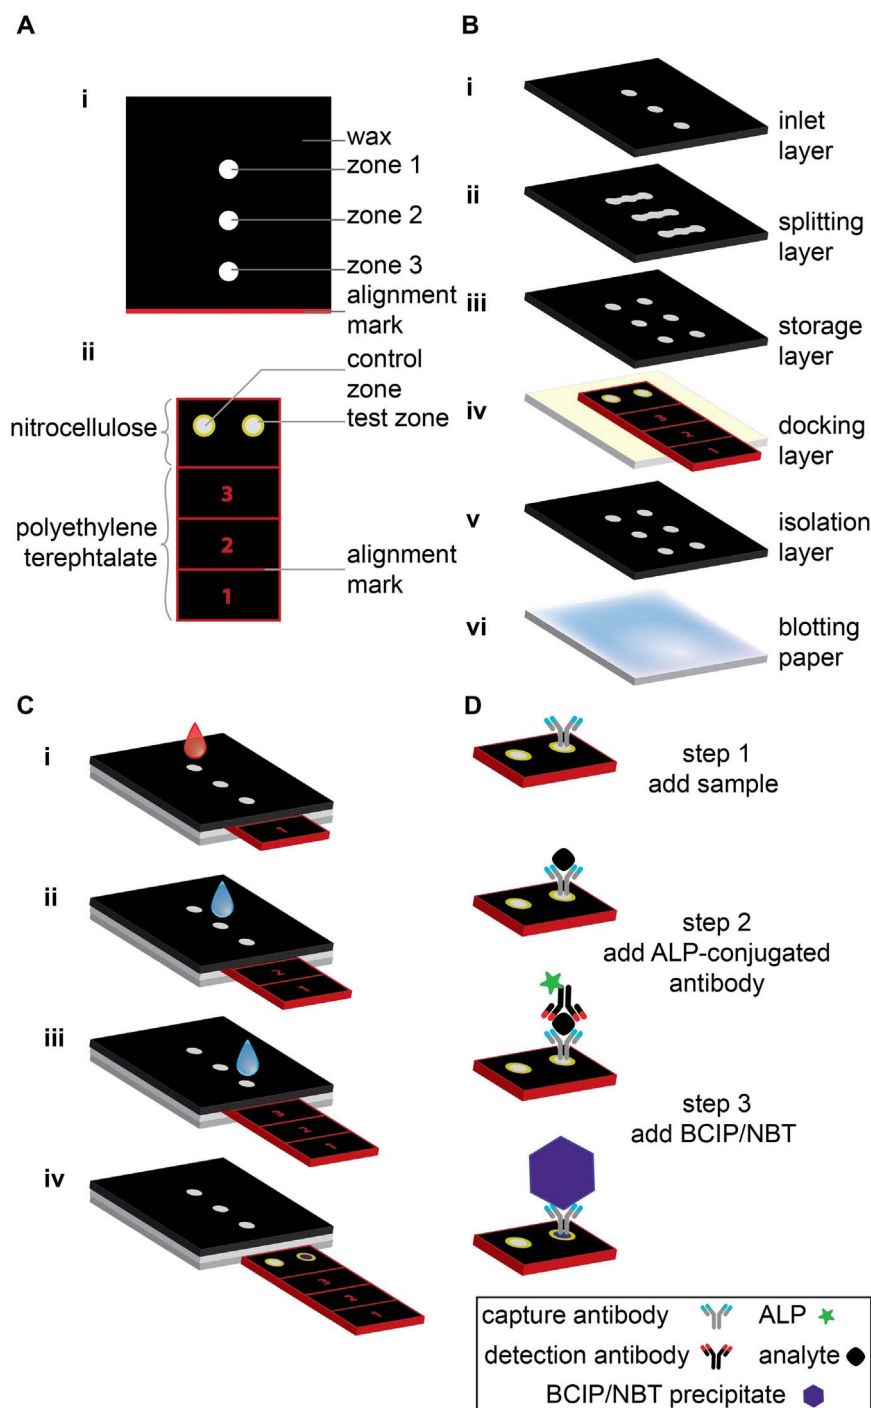 A
i
wax
zone 1
zone 2
zone 3
alignment
mark
ii
control
zone
test zone
nitrocellulose
3
polyethylene
terephtalate
2
alignment
mark
1
B
i
inlet
layer
ii
splitting
layer
iii
storage
layer
iv
3
2
1
docking
layer
v
isolation
layer
vi
blotting
paper
C
i
1
ii
2
1
iii
3
2
1
iv
3
2
1
D
step 1
add sample
step 2
add ALP-conjugated
antibody
step 3
add BCIP/NBT
capture antibody ALP
detection antibody analyte
BCIP/NBT precipitate